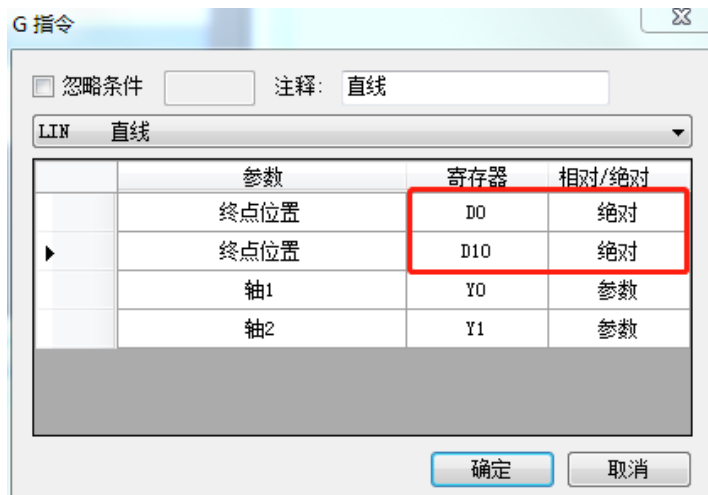 G 指令
忽略条件 注释: 直线
LIN 直线
参数 寄存器 相对/绝对
终点位置 D0 绝对
终点位置 D10 绝对
轴1 Y0 参数
轴2 Y1 参数
确定 取消